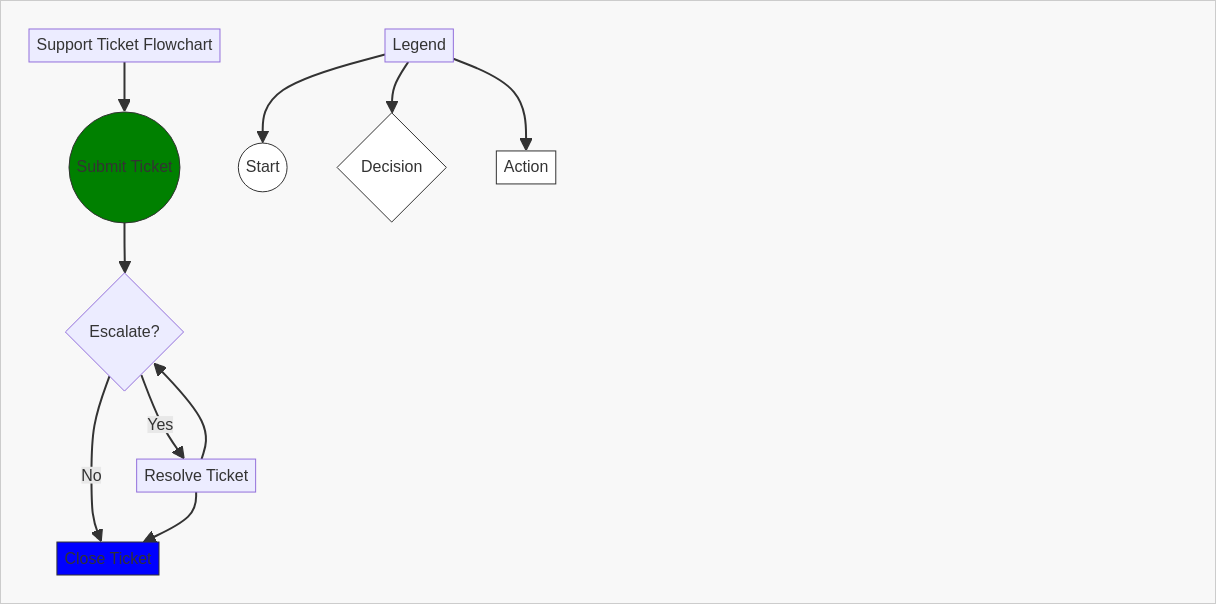 Support Ticket Flowchart
Legend
Submit Ticket
Start
Decision
Action
Escalate?
Yes
No
Resolve Ticket
Close Ticket